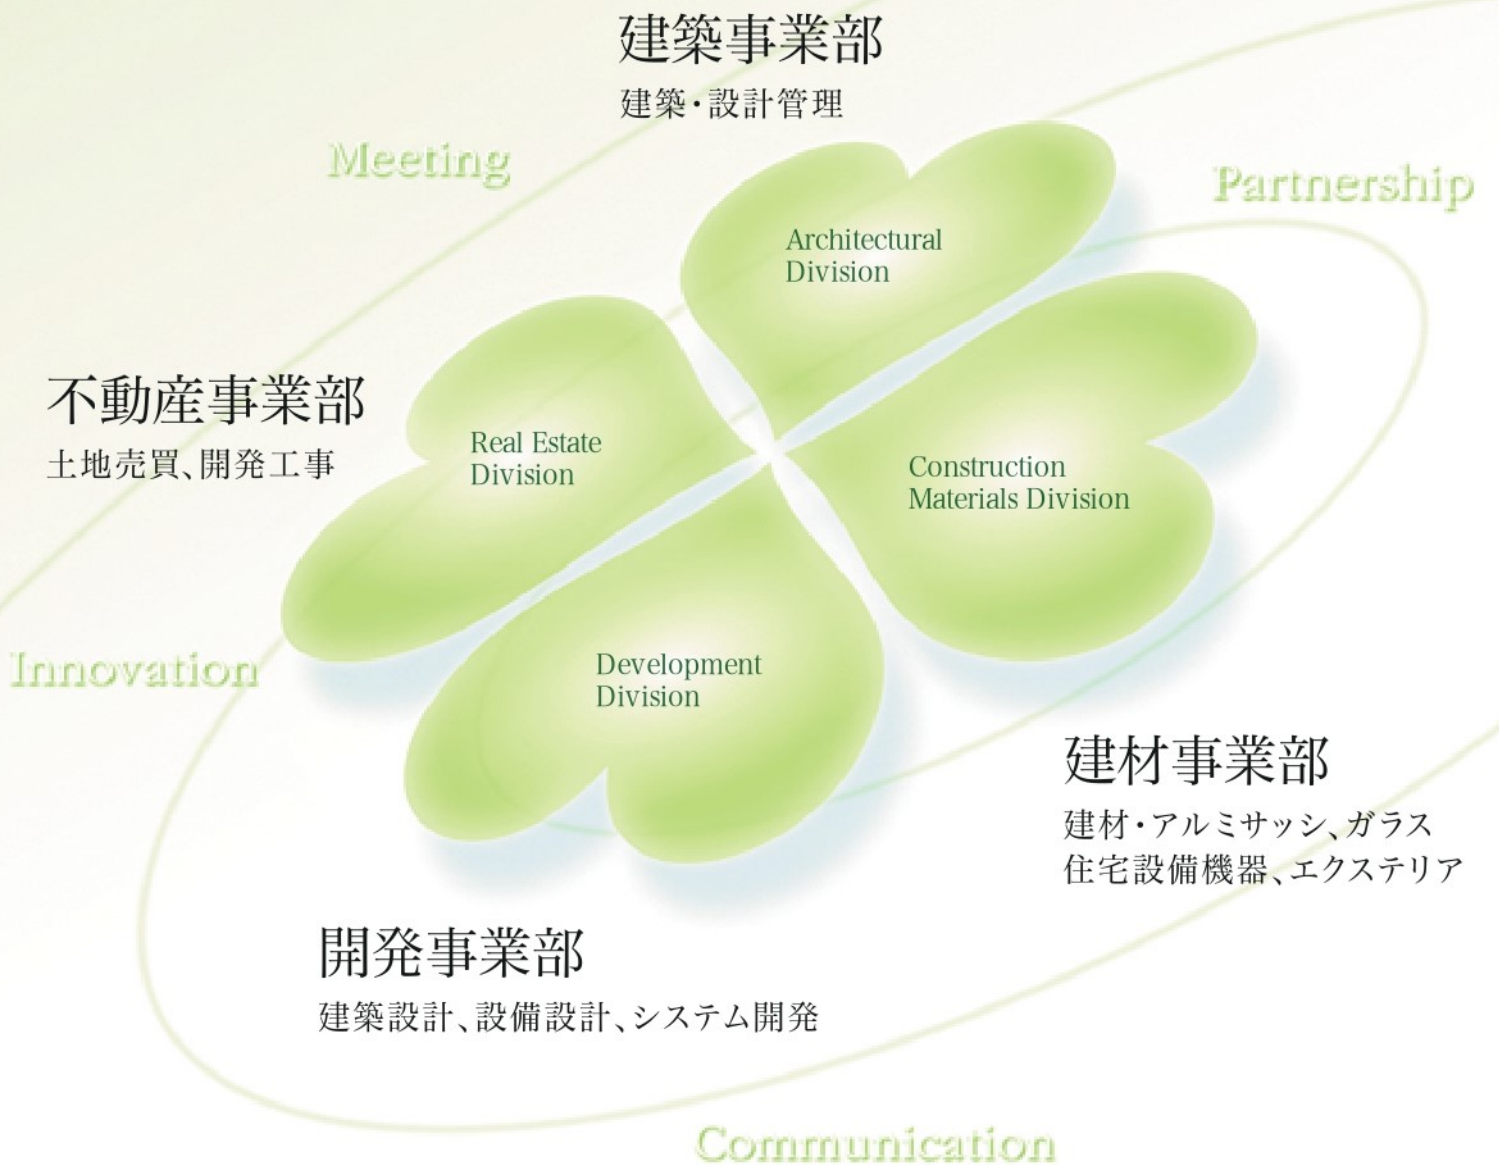 建築事業部
建築・設計管理
Meeting
Partnership
Architectural
Division
不動産事業部
土地売買、開発工事
Real Estate
Division
Construction
Materials Division
Innovation
Development
Division
建材事業部
建材・アルミサッシ、ガラス
住宅設備機器、エクステリア
開発事業部
建築設計、設備設計、システム開発
Communication